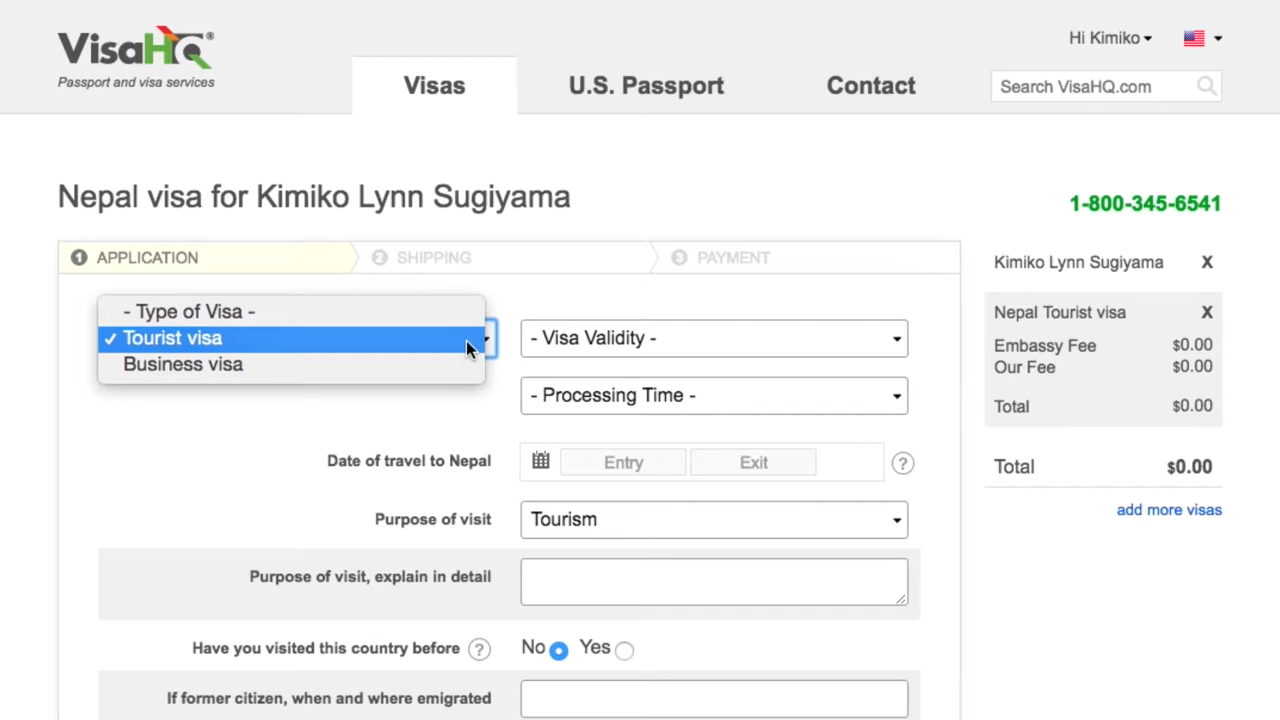 VisaHQ®
Passport and visa services
Hi Kimiko
Visas
U.S. Passport
Contact
Search VisaHQ.com
Nepal visa for Kimiko Lynn Sugiyama
1-800-345-6541
1 APPLICATION
2 SHIPPING
3 PAYMENT
- Type of Visa -
✓ Tourist visa
Business visa
- Visa Validity -
- Processing Time -
Date of travel to Nepal
Entry
Exit
?
Purpose of visit
Tourism
Purpose of visit, explain in detail
Have you visited this country before ?
No Yes
If former citizen, when and where emigrated
Kimiko Lynn Sugiyama X
Nepal Tourist visa X
Embassy Fee $0.00
Our Fee $0.00
Total $0.00
Total $0.00
add more visas